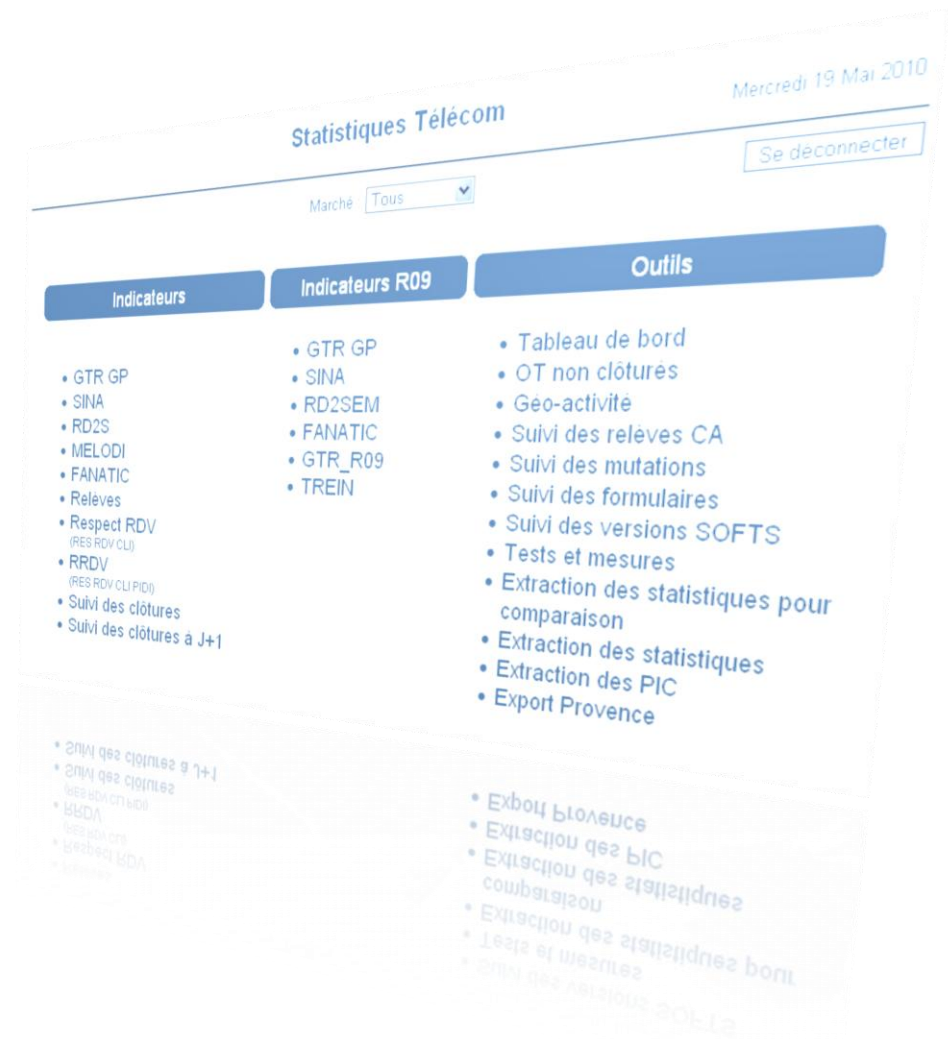 Statistiques Télécom
Mercredi 19 Mai 2010
Se déconnecter
Marché Tous
Indicateurs
• GTR GP
• SINA
• RD2S
• MELODI
• FANATIC
• Relèves
• Respect RDV
(RES RDV CLI)
• RRDV
(RES RDV CLI PIDI)
• Suivi des clôtures
• Suivi des clôtures à J+1
Indicateurs R09
• GTR GP
• SINA
• RD2SEM
• FANATIC
• GTR_R09
• TREIN
Outils
• Tableau de bord
• OT non clôturés
• Géo-activité
• Suivi des relèves CA
• Suivi des mutations
• Suivi des formulaires
• Suivi des versions SOFTS
• Tests et mesures
• Extraction des statistiques pour
comparaison
• Extraction des statistiques
• Extraction des PIC
• Export Provence